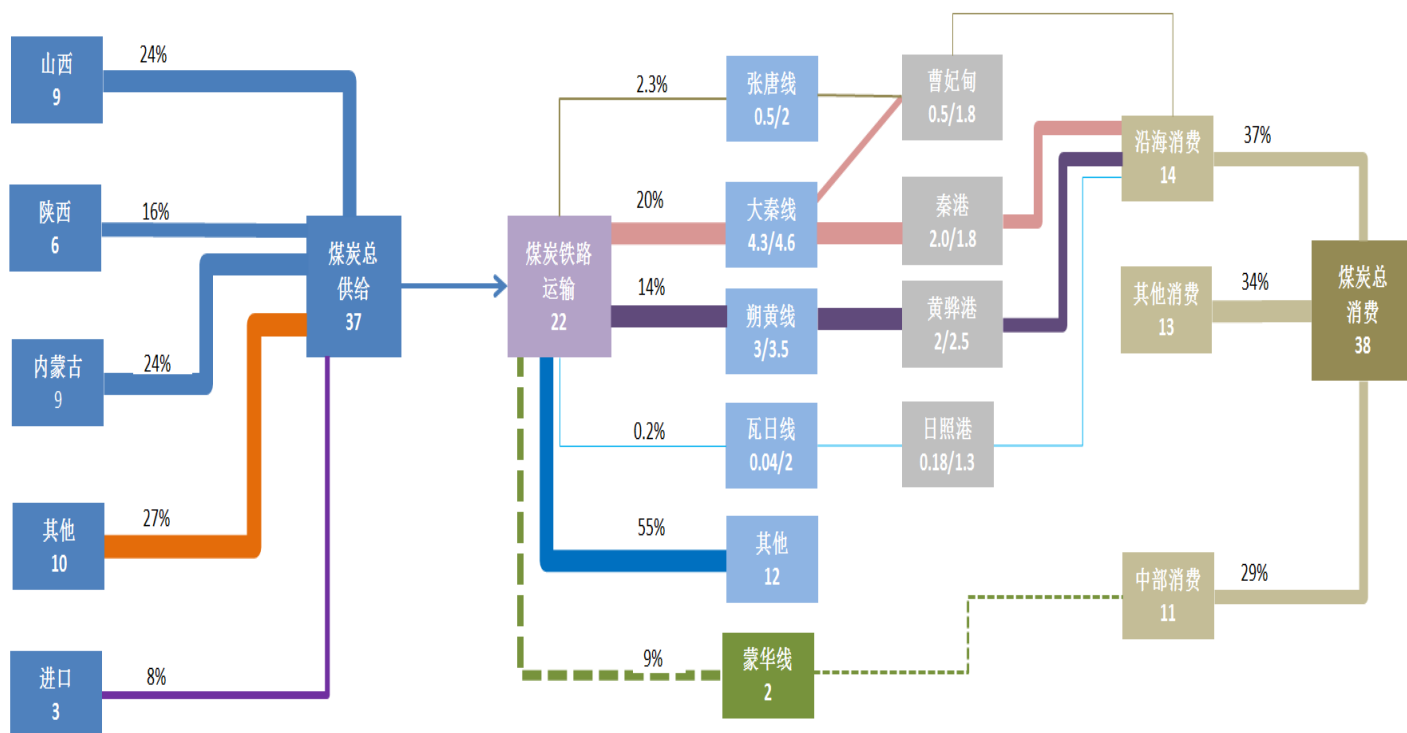 山西
9
24%
陕西
6
16%
内蒙古
9
24%
其他
10
27%
进口
3
8%
煤炭总
供给
37
煤炭铁路
运输
22
2.3%
张唐线
0.5/2
20%
大秦线
4.3/4.6
14%
朔黄线
3/3.5
0.2%
瓦日线
0.04/2
55%
其他
12
9%
蒙华线
2
曹妃甸
0.5/1.8
秦港
2.0/1.8
黄骅港
2/2.5
日照港
0.18/1.3
沿海消费
14
37%
其他消费
13
34%
中部消费
11
29%
煤炭总
消费
38